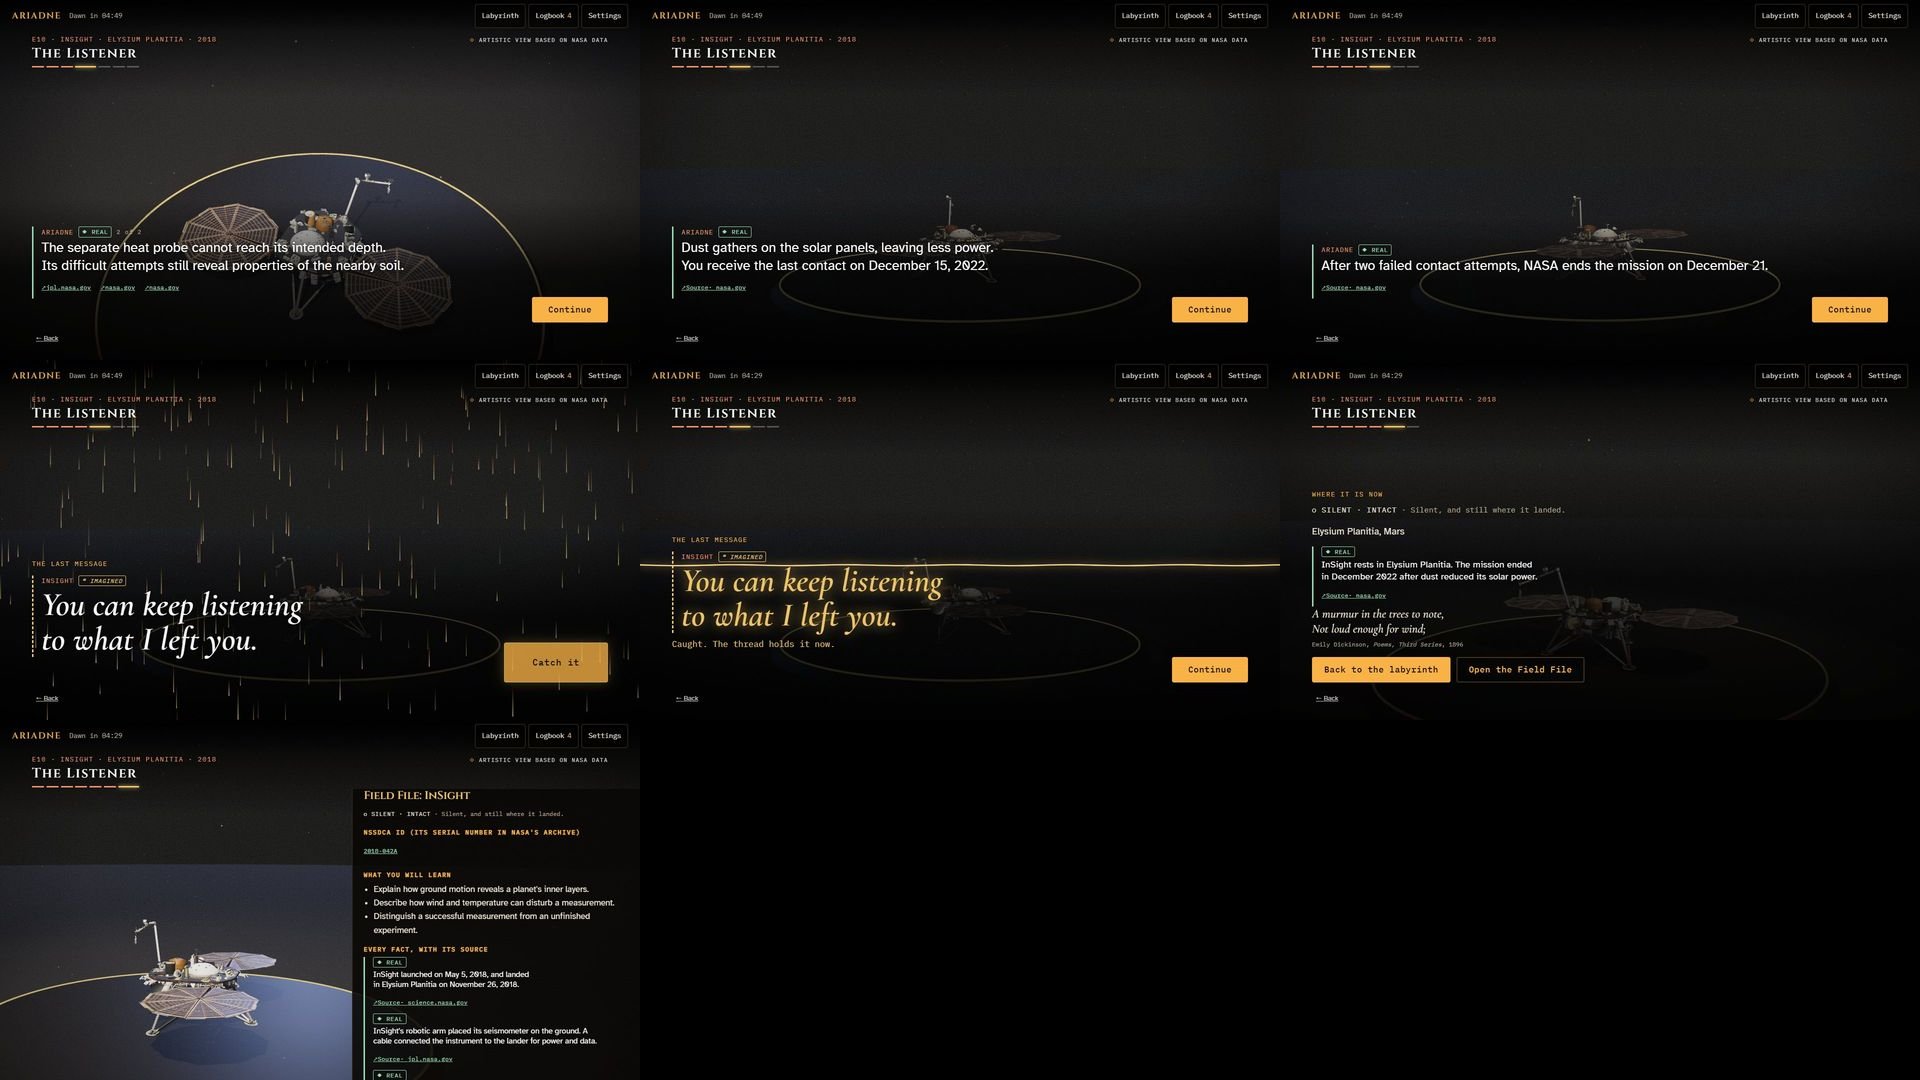 ARIADNE Dawn in 04:49
Labyrinth Logbook 4 Settings
E10 · INSIGHT · ELYSIUM PLANITIA · 2018
ARTISTIC VIEW BASED ON NASA DATA
THE LISTENER
ARIADNE ◆ REAL 2 of 2
The separate heat probe cannot reach its intended depth.
Its difficult attempts still reveal properties of the nearby soil.
↗jpl.nasa.gov ↗nasa.gov ↗nasa.gov
Continue
← Back
ARIADNE Dawn in 04:49
Labyrinth Logbook 4 Settings
E10 · INSIGHT · ELYSIUM PLANITIA · 2018
ARTISTIC VIEW BASED ON NASA DATA
THE LISTENER
ARIADNE ◆ REAL
Dust gathers on the solar panels, leaving less power.
You receive the last contact on December 15, 2022.
↗Source· nasa.gov
Continue
← Back
ARIADNE Dawn in 04:49
Labyrinth Logbook 4 Settings
E10 · INSIGHT · ELYSIUM PLANITIA · 2018
ARTISTIC VIEW BASED ON NASA DATA
THE LISTENER
ARIADNE ◆ REAL
After two failed contact attempts, NASA ends the mission on December 21.
↗Source· nasa.gov
Continue
← Back
ARIADNE Dawn in 04:49
Labyrinth Logbook 4 Settings
E10 · INSIGHT · ELYSIUM PLANITIA · 2018
ARTISTIC VIEW BASED ON NASA DATA
THE LISTENER
THE LAST MESSAGE
INSIGHT ❝ IMAGINED
You can keep listening
to what I left you.
Catch it
← Back
ARIADNE Dawn in 04:29
Labyrinth Logbook 4 Settings
E10 · INSIGHT · ELYSIUM PLANITIA · 2018
ARTISTIC VIEW BASED ON NASA DATA
THE LISTENER
THE LAST MESSAGE
INSIGHT ❝ IMAGINED
You can keep listening
to what I left you.
Caught. The thread holds it now.
Continue
← Back
ARIADNE Dawn in 04:29
Labyrinth Logbook 4 Settings
E10 · INSIGHT · ELYSIUM PLANITIA · 2018
ARTISTIC VIEW BASED ON NASA DATA
THE LISTENER
WHERE IT IS NOW
SILENT · INTACT · Silent, and still where it landed.
Elysium Planitia, Mars
◆ REAL
InSight rests in Elysium Planitia. The mission ended
in December 2022 after dust reduced its solar power.
↗Source· nasa.gov
A murmur in the trees to note,
Not loud enough for wind;
Emily Dickinson, Poems, Third Series, 1896
Back to the labyrinth Open the Field File
← Back
ARIADNE Dawn in 04:29
Labyrinth Logbook 4 Settings
E10 · INSIGHT · ELYSIUM PLANITIA · 2018
ARTISTIC VIEW BASED ON NASA DATA
THE LISTENER
FIELD FILE: INSIGHT
SILENT · INTACT · Silent, and still where it landed.
NSSDCA ID (ITS SERIAL NUMBER IN NASA'S ARCHIVE)
2018-042A
WHAT YOU WILL LEARN
• Explain how ground motion reveals a planet's inner layers.
• Describe how wind and temperature can disturb a measurement.
• Distinguish a successful measurement from an unfinished
experiment.
EVERY FACT, WITH ITS SOURCE
◆ REAL
InSight launched on May 5, 2018, and landed
in Elysium Planitia on November 26, 2018.
↗Source· science.nasa.gov
◆ REAL
InSight's robotic arm placed its seismometer on the ground. A
cable connected the instrument to the lander for power and data.
↗Source· jpl.nasa.gov
◆ REAL